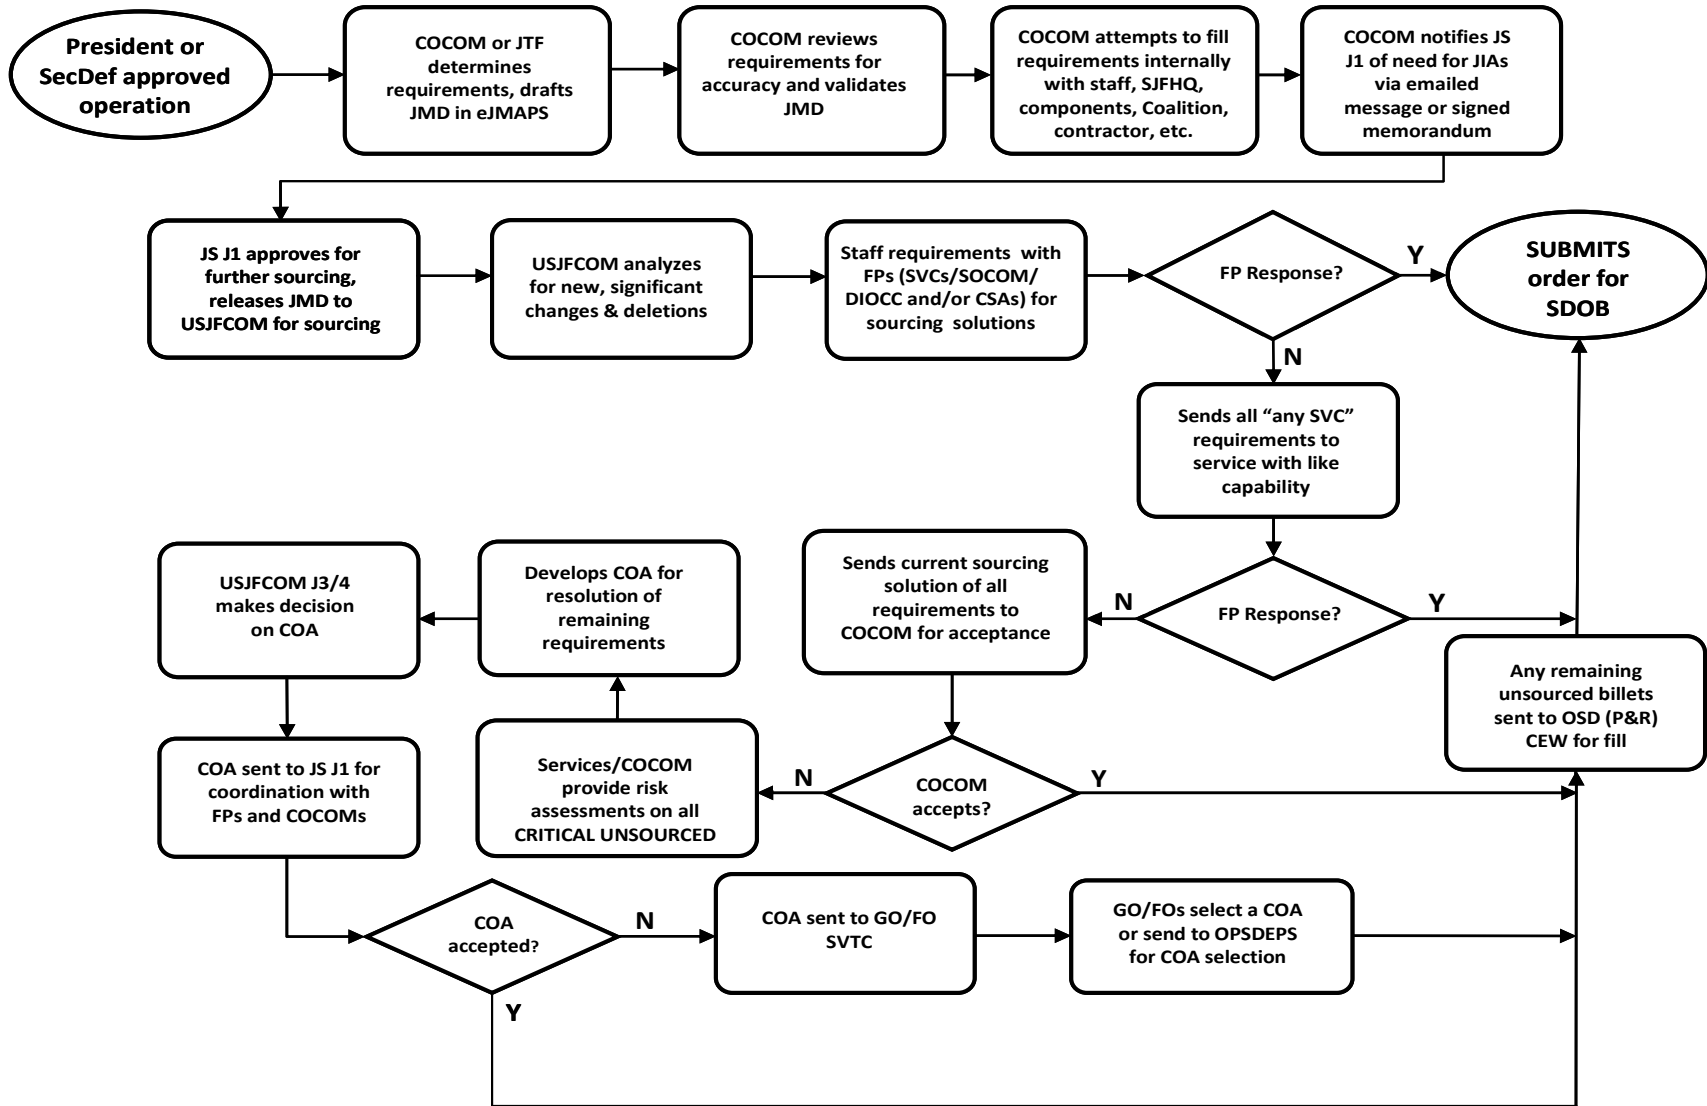 President or
SecDef approved
operation
COCOM or JTF
determines
requirements, drafts
JMD in eJMAPS
COCOM reviews
requirements for
accuracy and validates
JMD
COCOM attempts to fill
requirements internally
with staff, SJFHQ,
components, Coalition,
contractor, etc.
COCOM notifies JS
J1 of need for JIAs
via emailed
message or signed
memorandum
JS J1 approves for
further sourcing,
releases JMD to
USJFCOM for sourcing
USJFCOM analyzes
for new, significant
changes & deletions
Staff requirements with
FPs (SVCs/SOCOM/
DIOCC and/or CSAs) for
sourcing solutions
FP Response?
Y
SUBMITS
order for
SDOB
N
Sends all “any SVC”
requirements to
service with like
capability
FP Response?
Y
N
Sends current sourcing
solution of all
requirements to
COCOM for acceptance
Develops COA for
resolution of
remaining
requirements
USJFCOM J3/4
makes decision
on COA
Any remaining
unsourced billets
sent to OSD (P&R)
CEW for fill
COCOM
accepts?
Y
N
Services/COCOM
provide risk
assessments on all
CRITICAL UNSOURCED
COA sent to JS J1 for
coordination with
FPs and COCOMs
COA
accepted?
N
COA sent to GO/FO
SVTC
GO/FOs select a COA
or send to OPSDEPS
for COA selection
Y